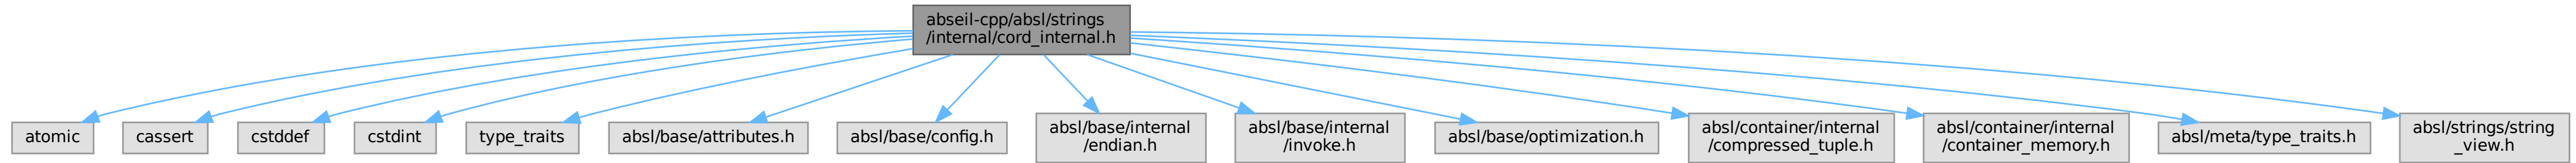 abseil-cpp/absl/strings
/internal/cord_internal.h
atomic
cassert
cstddef
cstdint
type_traits
absl/base/attributes.h
absl/base/config.h
absl/base/internal
/endian.h
absl/base/internal
/invoke.h
absl/base/optimization.h
absl/container/internal
/compressed_tuple.h
absl/container/internal
/container_memory.h
absl/meta/type_traits.h
absl/strings/string
_view.h